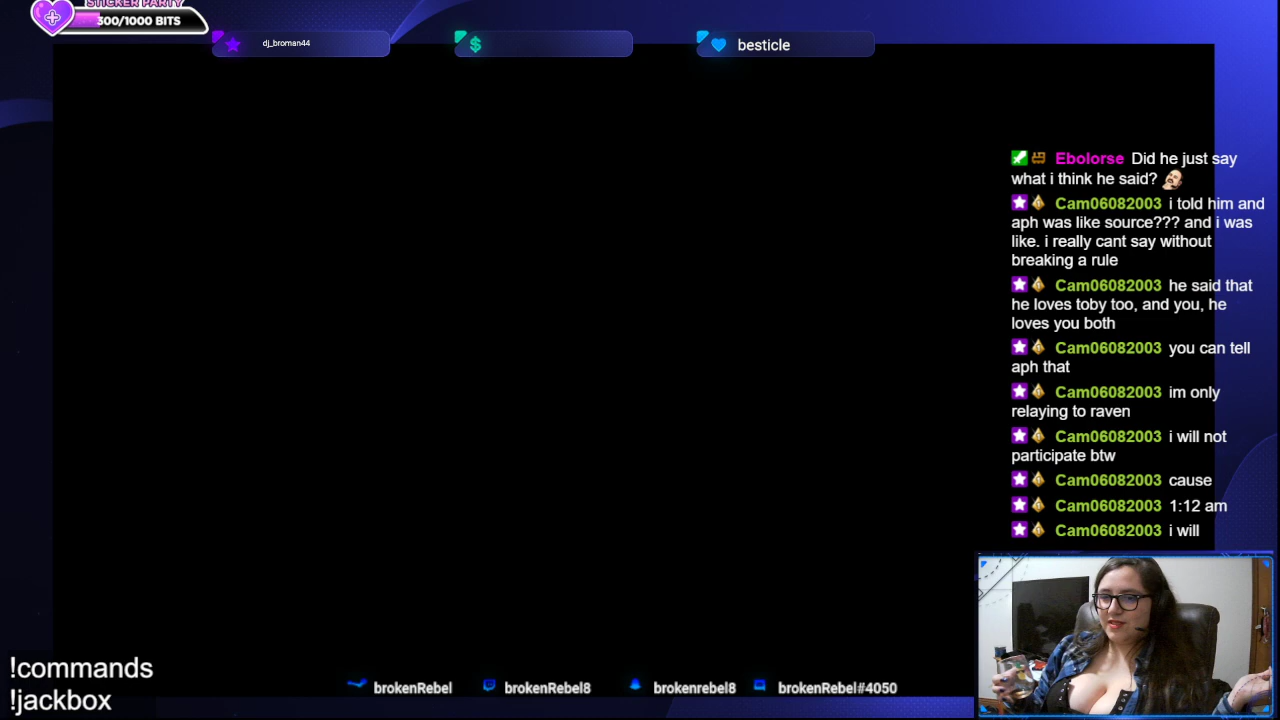 STICKER PARTY
300/1000 BITS
dj_broman44
besticle
Ebolorse Did he just say
what i think he said?
Cam06082003 i told him and
aph was like source??? and i was
like. i really cant say without
breaking a rule
Cam06082003 he said that
he loves toby too, and you, he
loves you both
Cam06082003 you can tell
aph that
Cam06082003 im only
relaying to raven
Cam06082003 i will not
participate btw
Cam06082003 cause
Cam06082003 1:12 am
Cam06082003 i will
!commands
!jackbox
brokenRebel
brokenRebel8
brokenrebel8
brokenRebel#4050